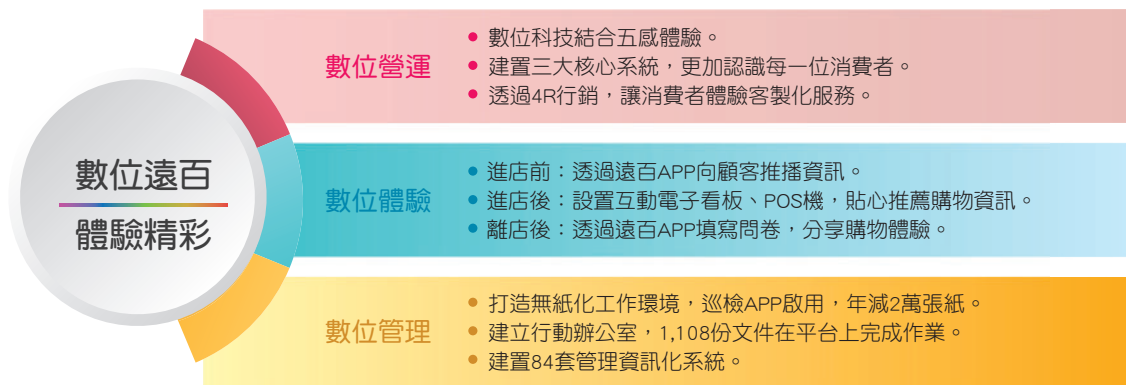 數位遠百
體驗精彩
數位營運
• 數位科技結合五感體驗。
• 建置三大核心系統，更加認識每一位消費者。
• 透過4R行銷，讓消費者體驗客製化服務。
數位體驗
• 進店前：透過遠百APP向顧客推播資訊。
• 進店後：設置互動電子看板、POS機，貼心推薦購物資訊。
• 離店後：透過遠百APP填寫問卷，分享購物體驗。
數位管理
• 打造無紙化工作環境，巡檢APP啟用，年減2萬張紙。
• 建立行動辦公室，1,108份文件在平台上完成作業。
• 建置84套管理資訊化系統。